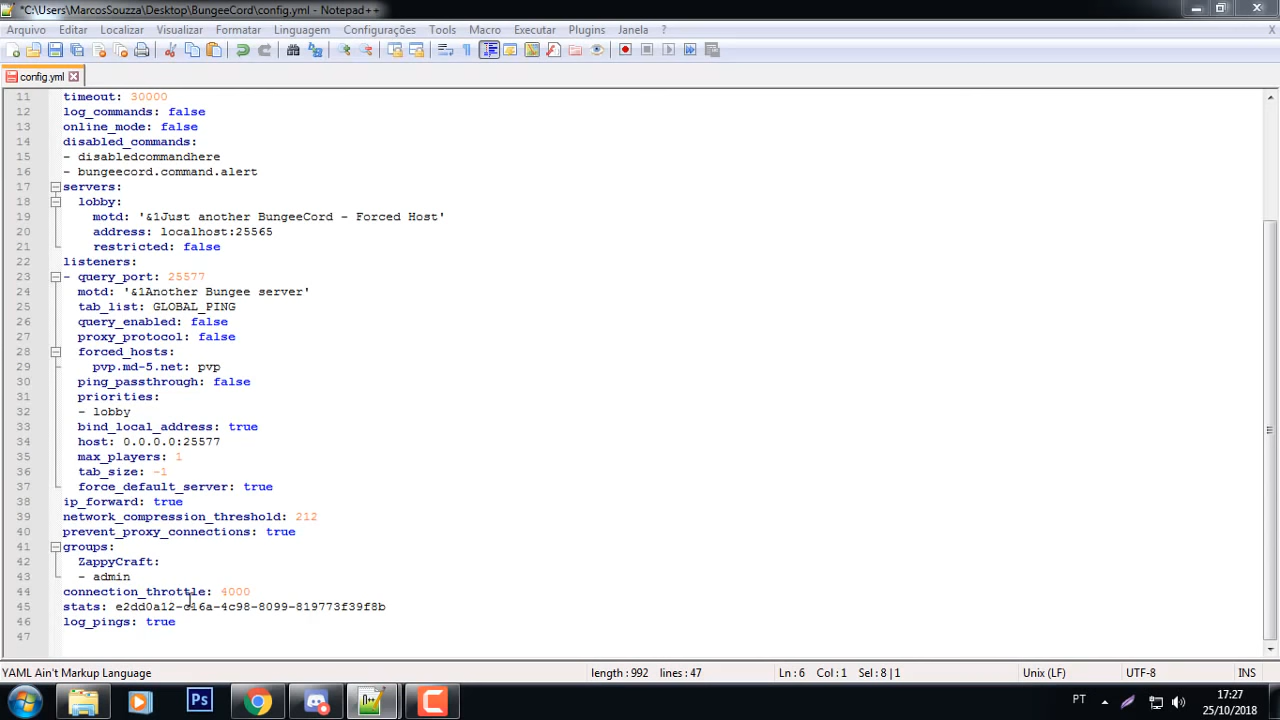 *C:\Users\MarcosSouzza\Desktop\BungeeCord\config.yml - Notepad++
Arquivo Editar Localizar Visualizar Formatar Linguagem Configurações Tools Macro Executar Plugins Janela ? X
config.yml
11 timeout: 30000
12 log_commands: false
13 online_mode: false
14 disabled_commands:
15 - disabledcommandhere
16 - bungeecord.command.alert
17 servers:
18 lobby:
19 motd: '&1Just another BungeeCord - Forced Host'
20 address: localhost:25565
21 restricted: false
22 listeners:
23 - query_port: 25577
24 motd: '&1Another Bungee server'
25 tab_list: GLOBAL_PING
26 query_enabled: false
27 proxy_protocol: false
28 forced_hosts:
29 pvp.md-5.net: pvp
30 ping_passthrough: false
31 priorities:
32 - lobby
33 bind_local_address: true
34 host: 0.0.0.0:25577
35 max_players: 1
36 tab_size: -1
37 force_default_server: true
38 ip_forward: true
39 network_compression_threshold: 212
40 prevent_proxy_connections: true
41 groups:
42 ZappyCraft:
43 - admin
44 connection_throttle: 4000
45 stats: e2dd0a12-d16a-4c98-8099-819773f39f8b
46 log_pings: true
47
YAML Ain't Markup Language length : 992 lines : 47 Ln : 6 Col : 1 Sel : 8 | 1 Unix (LF) UTF-8 INS
Ps PT 17:27
25/10/2018